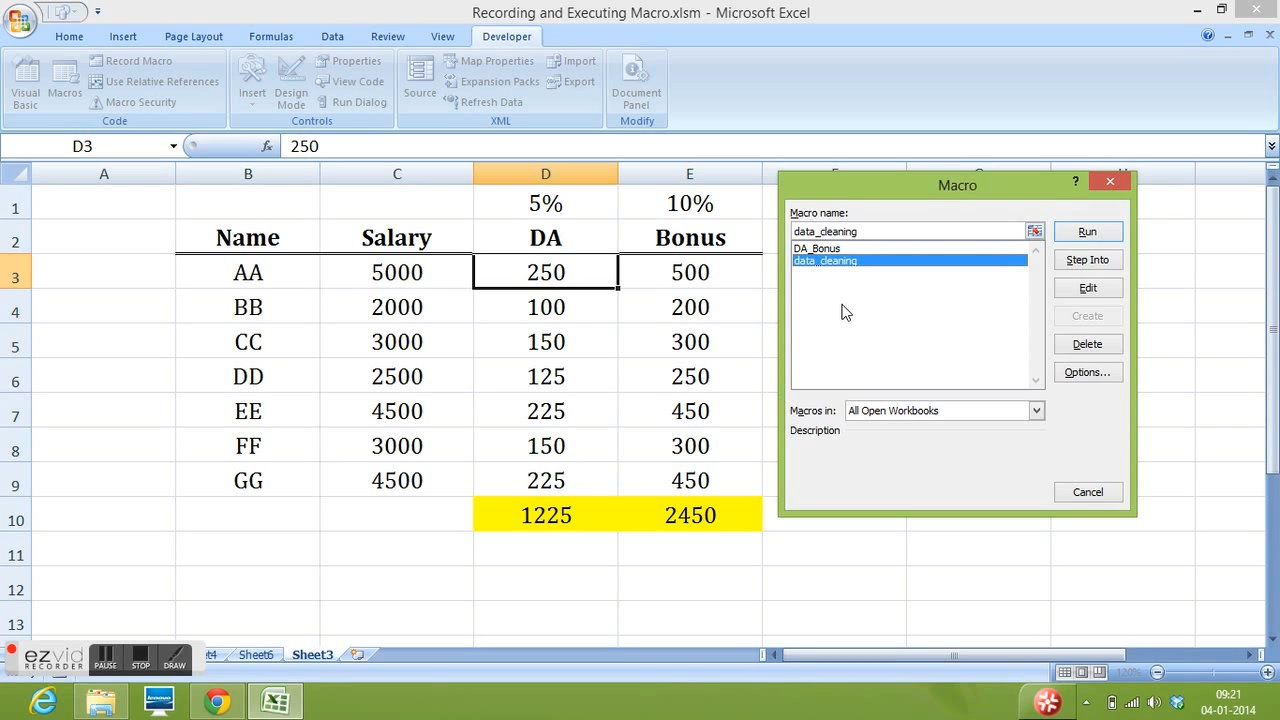 Recording and Executing Macro.xlsm - Microsoft Excel
Home Insert Page Layout Formulas Data Review View Developer
Visual Basic
Macros
Record Macro
Use Relative References
Macro Security
Code
Insert
Design Mode
Properties
View Code
Run Dialog
Controls
Source
Map Properties
Expansion Packs
Refresh Data
Import
Export
XML
Document Panel
Modify
D3 fx 250
A B C D E
1 5% 10%
2 Name Salary DA Bonus
3 AA 5000 250 500
4 BB 2000 100 200
5 CC 3000 150 300
6 DD 2500 125 250
7 EE 4500 225 450
8 FF 3000 150 300
9 GG 4500 225 450
10 1225 2450
11
12
13
Macro
?
Macro name:
data_cleaning
DA_Bonus
data_cleaning
Run
Step Into
Edit
Create
Delete
Options...
Macros in: All Open Workbooks
Description
Cancel
ezvid
RECORDER
PAUSE STOP DRAW
et4 Sheet6 Sheet3
120%
09:21
04-01-2014